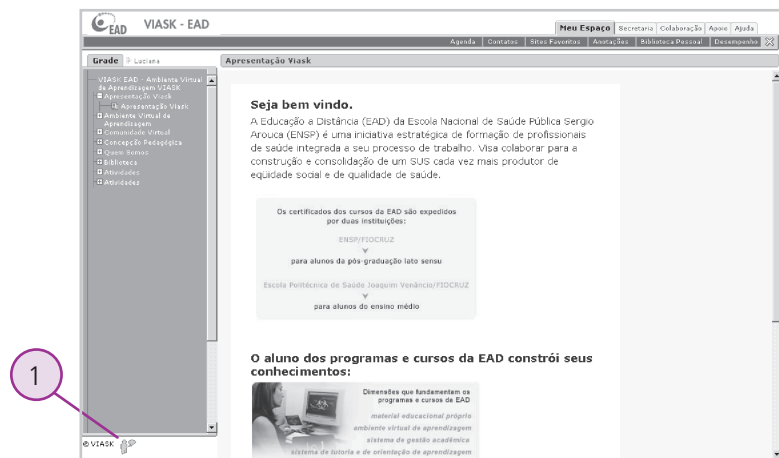 EAD VIASK - EAD
Meu Espaço Secretaria Colaboração Apoio Ajuda
Agenda Contatos Sites Favoritos Anotações Biblioteca Pessoal Desempenho
Grade Luciana
Apresentação Viask
VIASK EAD - Ambiente Virtual
de Aprendizagem VIASK
Apresentação Viask
Apresentação Viask
Ambiente Virtual de
Aprendizagem
Comunidade Virtual
Concepção Pedagógica
Quem Somos
Biblioteca
Atividades
Atividades
Seja bem vindo.
A Educação a Distância (EAD) da Escola Nacional de Saúde Pública Sergio
Arouca (ENSP) é uma iniciativa estratégica de formação de profissionais
de saúde integrada a seu processo de trabalho. Visa colaborar para a
construção e consolidação de um SUS cada vez mais produtor de
eqüidade social e de qualidade de saúde.
Os certificados dos cursos da EAD são expedidos
por duas instituições:
ENSP/FIOCRUZ
para alunos da pós-graduação lato sensu
Escola Politécnica de Saúde Joaquim Venâncio/FIOCRUZ
para alunos do ensino médio
O aluno dos programas e cursos da EAD constrói seus
conhecimentos:
Dimensões que fundamentam os
programas e cursos da EAD
material educacional próprio
ambiente virtual de aprendizagem
sistema de gestão acadêmica
sistema de tutoria e de orientação de aprendizagem
1
© VIASK